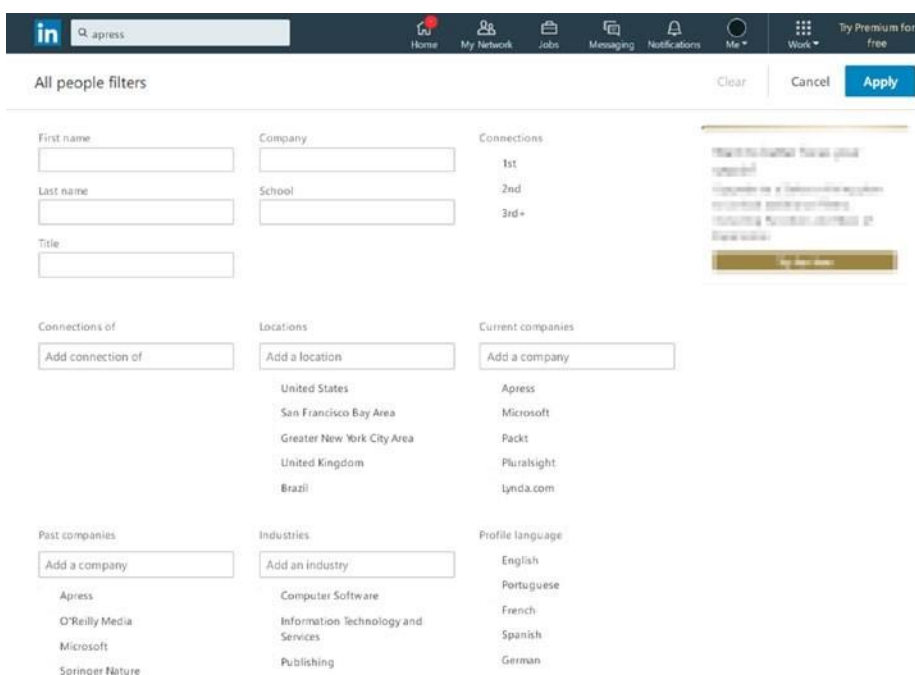 in
apress
Home
My Network
Jobs
Messaging
Notifications
Me
Work
Try Premium for
free
All people filters
Clear
Cancel
Apply
First name
Company
Connections
1st
Last name
School
2nd
3rd+
Title
Connections of
Locations
Current companies
Add connection of
Add a location
Add a company
United States
Apress
San Francisco Bay Area
Microsoft
Greater New York City Area
Packt
United Kingdom
Pluralsight
Brazil
Lynda.com
Past companies
Industries
Profile language
Add a company
Add an industry
English
Portuguese
Apress
Computer Software
French
O'Reilly Media
Information Technology and
Services
Spanish
Microsoft
Publishing
German
Springer Nature